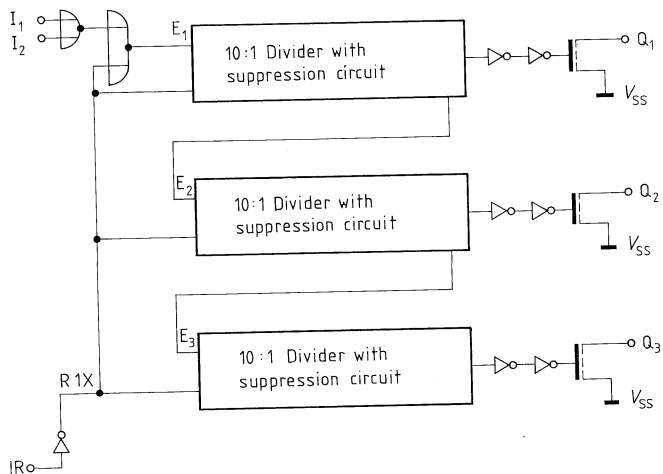 I1
I2
E1
10:1 Divider with
suppression circuit
Q1
VSS
E2
10:1 Divider with
suppression circuit
Q2
VSS
E3
10:1 Divider with
suppression circuit
Q3
VSS
R 1X
IR